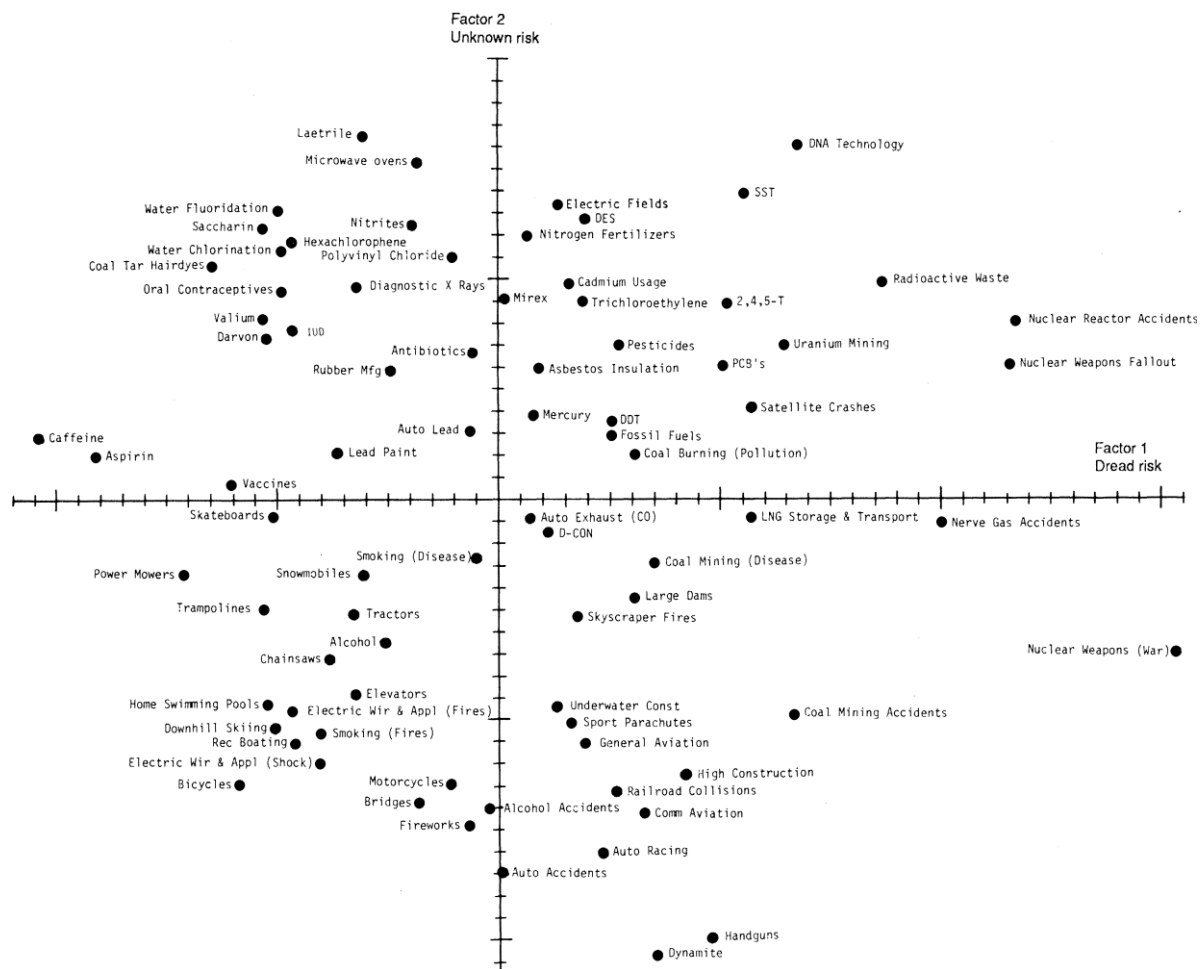 Factor 2
Unknown risk
Laetrile
DNA Technology
Microwave ovens
SST
Water Fluoridation
Electric Fields
DES
Saccharin
Nitrites
Nitrogen Fertilizers
Hexachlorophene
Water Chlorination
Polyvinyl Chloride
Coal Tar Hairdyes
Radioactive Waste
Cadmium Usage
Oral Contraceptives
Diagnostic X Rays
Mirex
Trichloroethylene
2,4,5-T
Valium
Nuclear Reactor Accidents
IUD
Darvon
Antibiotics
Pesticides
Uranium Mining
Rubber Mfg
Asbestos Insulation
PCB's
Nuclear Weapons Fallout
Satellite Crashes
Mercury
DDT
Auto Lead
Fossil Fuels
Caffeine
Aspirin
Lead Paint
Coal Burning (Pollution)
Factor 1
Dread risk
Vaccines
Skateboards
Auto Exhaust (CO)
LNG Storage & Transport
Nerve Gas Accidents
D-CON
Smoking (Disease)
Coal Mining (Disease)
Power Mowers
Snowmobiles
Large Dams
Trampolines
Tractors
Skyscraper Fires
Alcohol
Chainsaws
Nuclear Weapons (War)
Elevators
Home Swimming Pools
Electric Wir & Appl (Fires)
Underwater Const
Coal Mining Accidents
Sport Parachutes
Downhill Skiing
Smoking (Fires)
Rec Boating
General Aviation
Electric Wir & Appl (Shock)
High Construction
Bicycles
Motorcycles
Railroad Collisions
Bridges
Alcohol Accidents
Comm Aviation
Fireworks
Auto Racing
Auto Accidents
Handguns
Dynamite